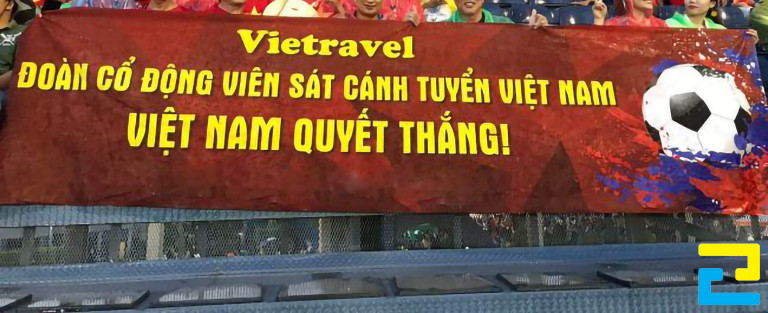 Vietravel
ĐOÀN CỔ ĐỘNG VIÊN SÁT CÁNH TUYỂN VIỆT NAM
VIỆT NAM QUYẾT THẮNG!